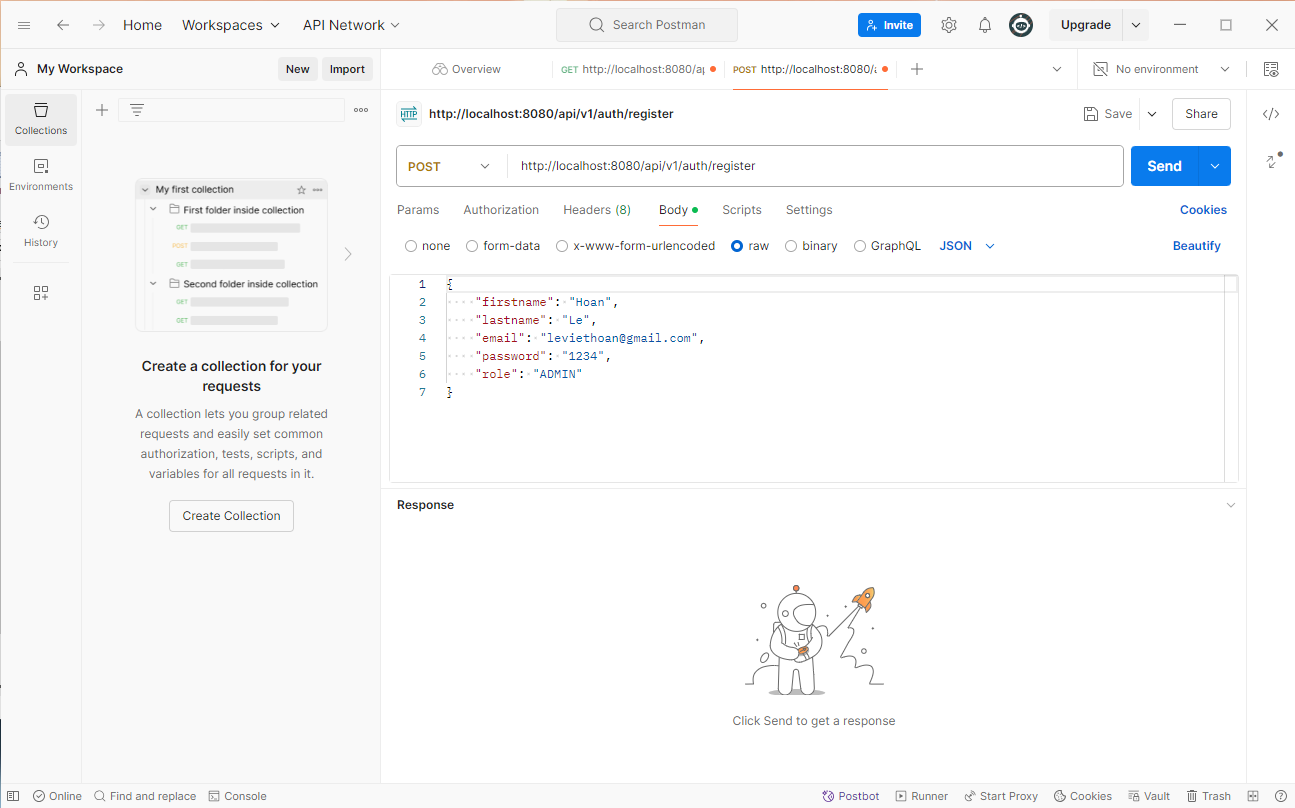 Home Workspaces API Network Search Postman Invite Upgrade
My Workspace New Import Overview GET http://localhost:8080/a POST http://localhost:8080/a No environment
Collections
Environments
History
My first collection
First folder inside collection
GET
POST
GET
Second folder inside collection
GET
GET
Create a collection for your
requests
A collection lets you group related
requests and easily set common
authorization, tests, scripts, and
variables for all requests in it.
Create Collection
HTTP http://localhost:8080/api/v1/auth/register Save Share
POST http://localhost:8080/api/v1/auth/register Send
Params Authorization Headers (8) Body Scripts Settings Cookies
none form-data x-www-form-urlencoded raw binary GraphQL JSON Beautify
1 {
2 "firstname": "Hoan",
3 "lastname": "Le",
4 "email": "leviethoan@gmail.com",
5 "password": "1234",
6 "role": "ADMIN"
7 }
Response
Click Send to get a response
Online Find and replace Console Postbot Runner Start Proxy Cookies Vault Trash